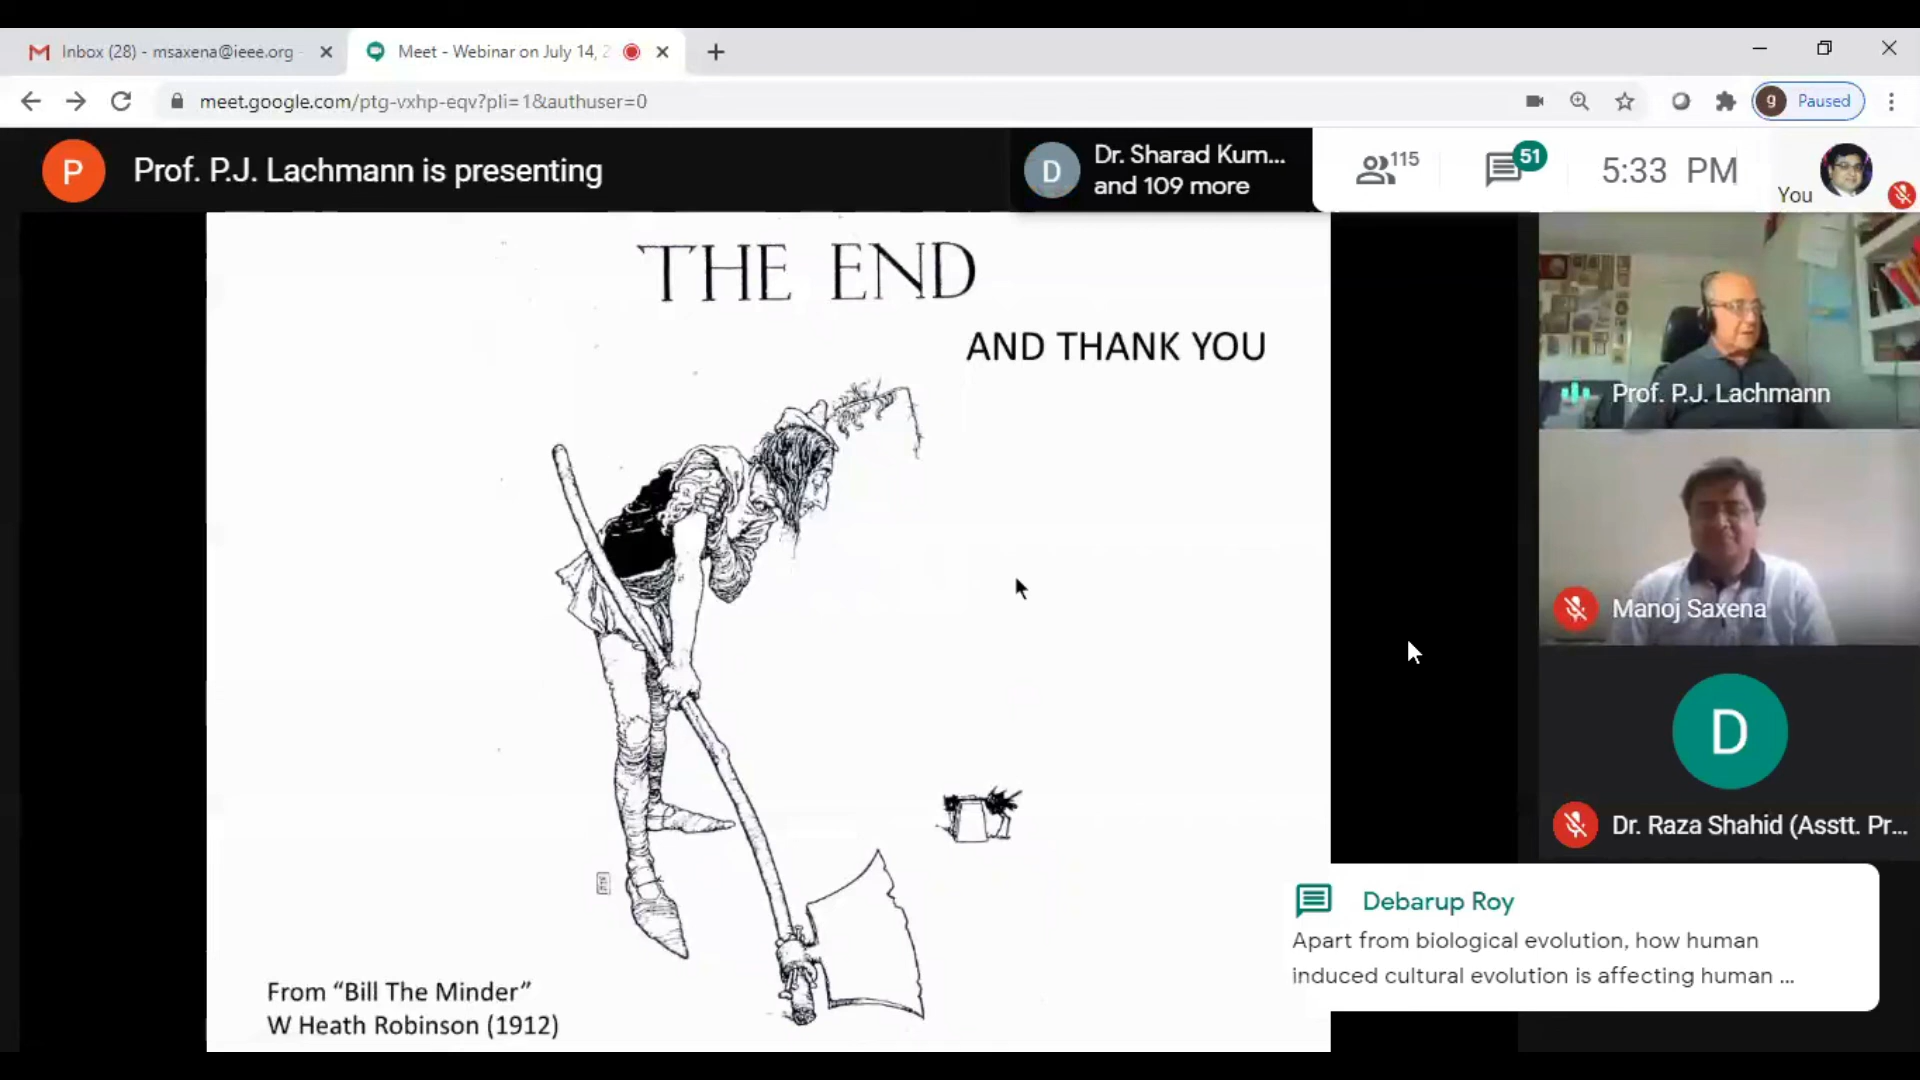 Inbox (28) - msaxena@ieee.org
Meet - Webinar on July 14, 2
meet.google.com/ptg-vxhp-eqv?pli=1&authuser=0
g Paused
P Prof. P.J. Lachmann is presenting
D Dr. Sharad Kum...
and 109 more
115
51
5:33 PM
You
THE END
AND THANK YOU
Prof. P.J. Lachmann
Manoj Saxena
D
Dr. Raza Shahid (Asstt. Pr...
Debarup Roy
Apart from biological evolution, how human
induced cultural evolution is affecting human ...
From “Bill The Minder”
W Heath Robinson (1912)